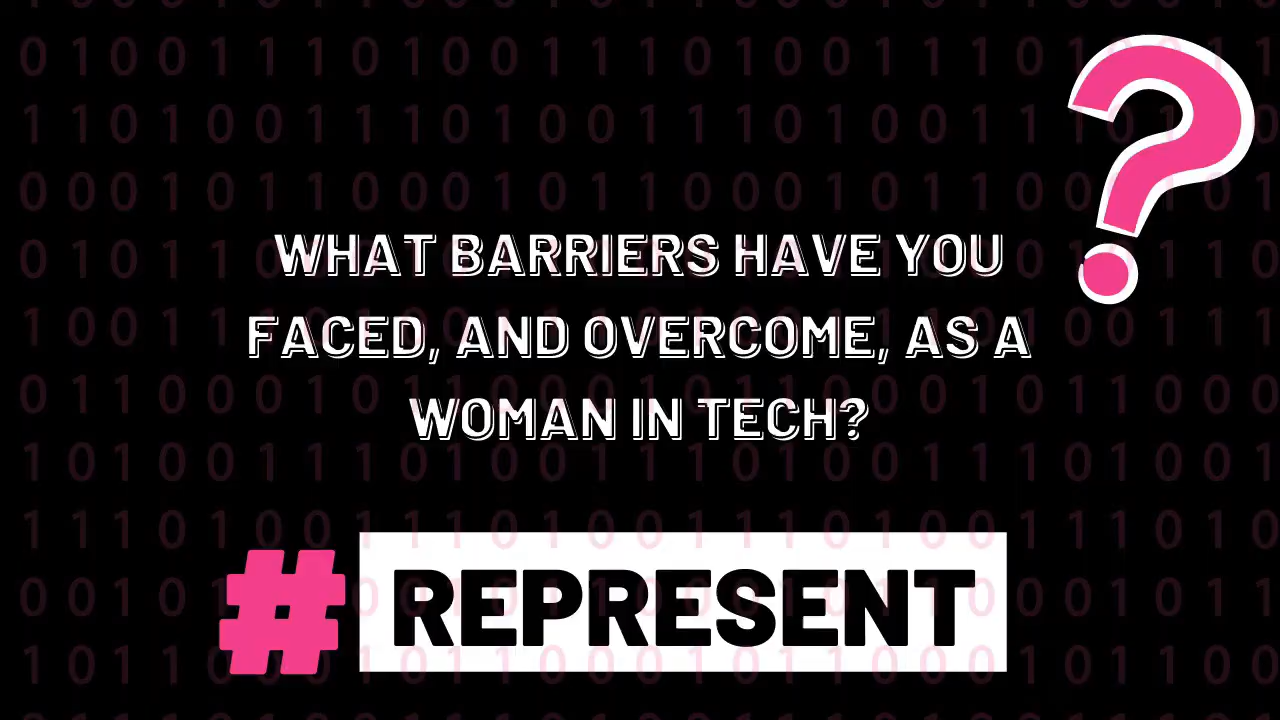 WHAT BARRIERS HAVE YOU
FACED, AND OVERCOME, AS A
WOMAN IN TECH?
#REPRESENT
?